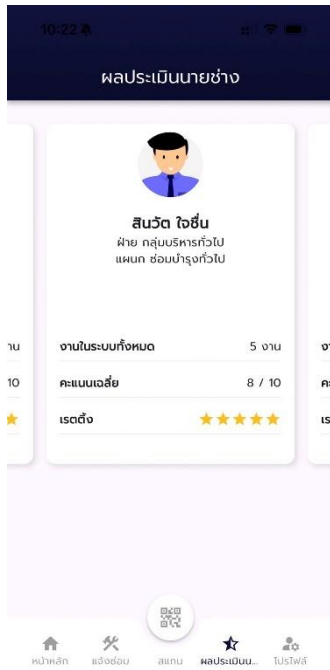 10:22
ผลประเมินนายช่าง
สินวัต ใจชื่น
ฝ่าย กลุ่มบริหารทั่วไป
แผนก ซ่อมบำรุงทั่วไป
งานในระบบทั้งหมด 5 งาน
คะแนนเฉลี่ย 8 / 10
10
เรตติ้ง
หน้าหลัก แจ้งซ่อม สแกน ผลประเมินน... โปรไฟล์